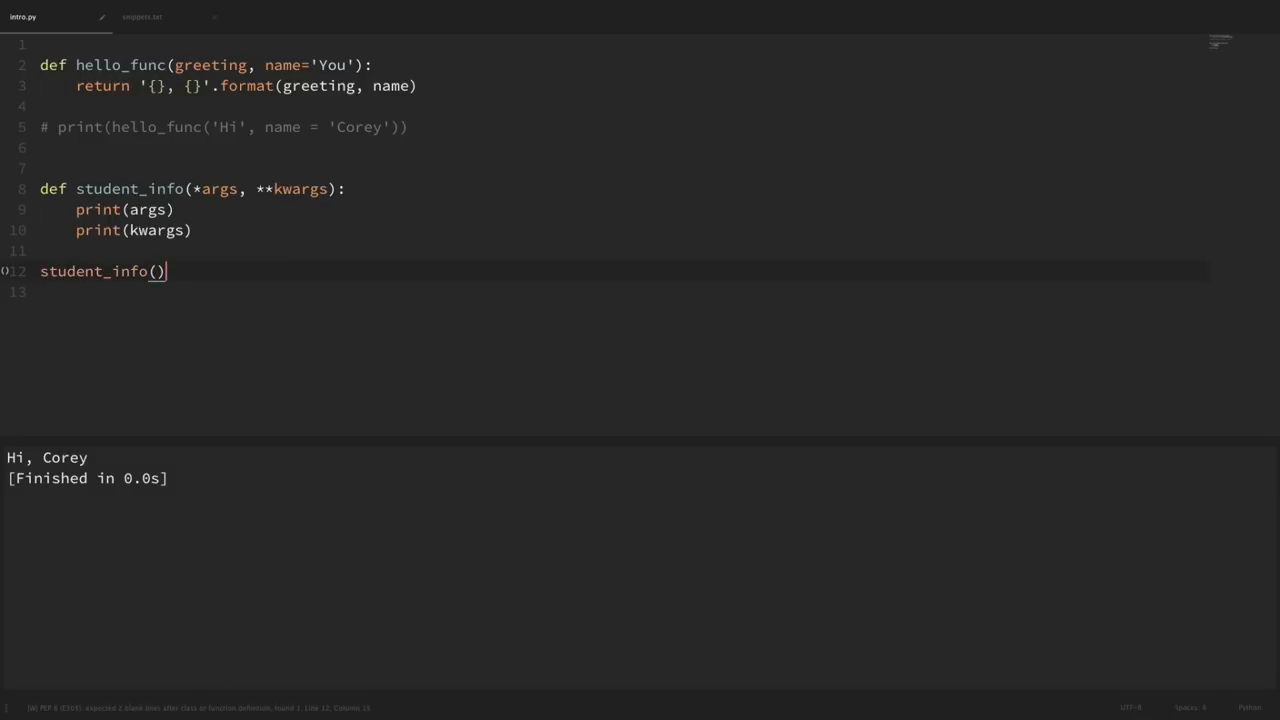 intro.py
snippets.txt
1
2 def hello_func(greeting, name='You'):
3     return '{}, {}'.format(greeting, name)
4
5 # print(hello_func('Hi', name = 'Corey'))
6
7
8 def student_info(*args, **kwargs):
9     print(args)
10     print(kwargs)
11
()12 student_info()
13
Hi, Corey
[Finished in 0.0s]
[W] PEP 8 (E305): expected 2 blank lines after class or function definition, found 1, Line 12, Column 15
UTF-8
Spaces: 4
Python